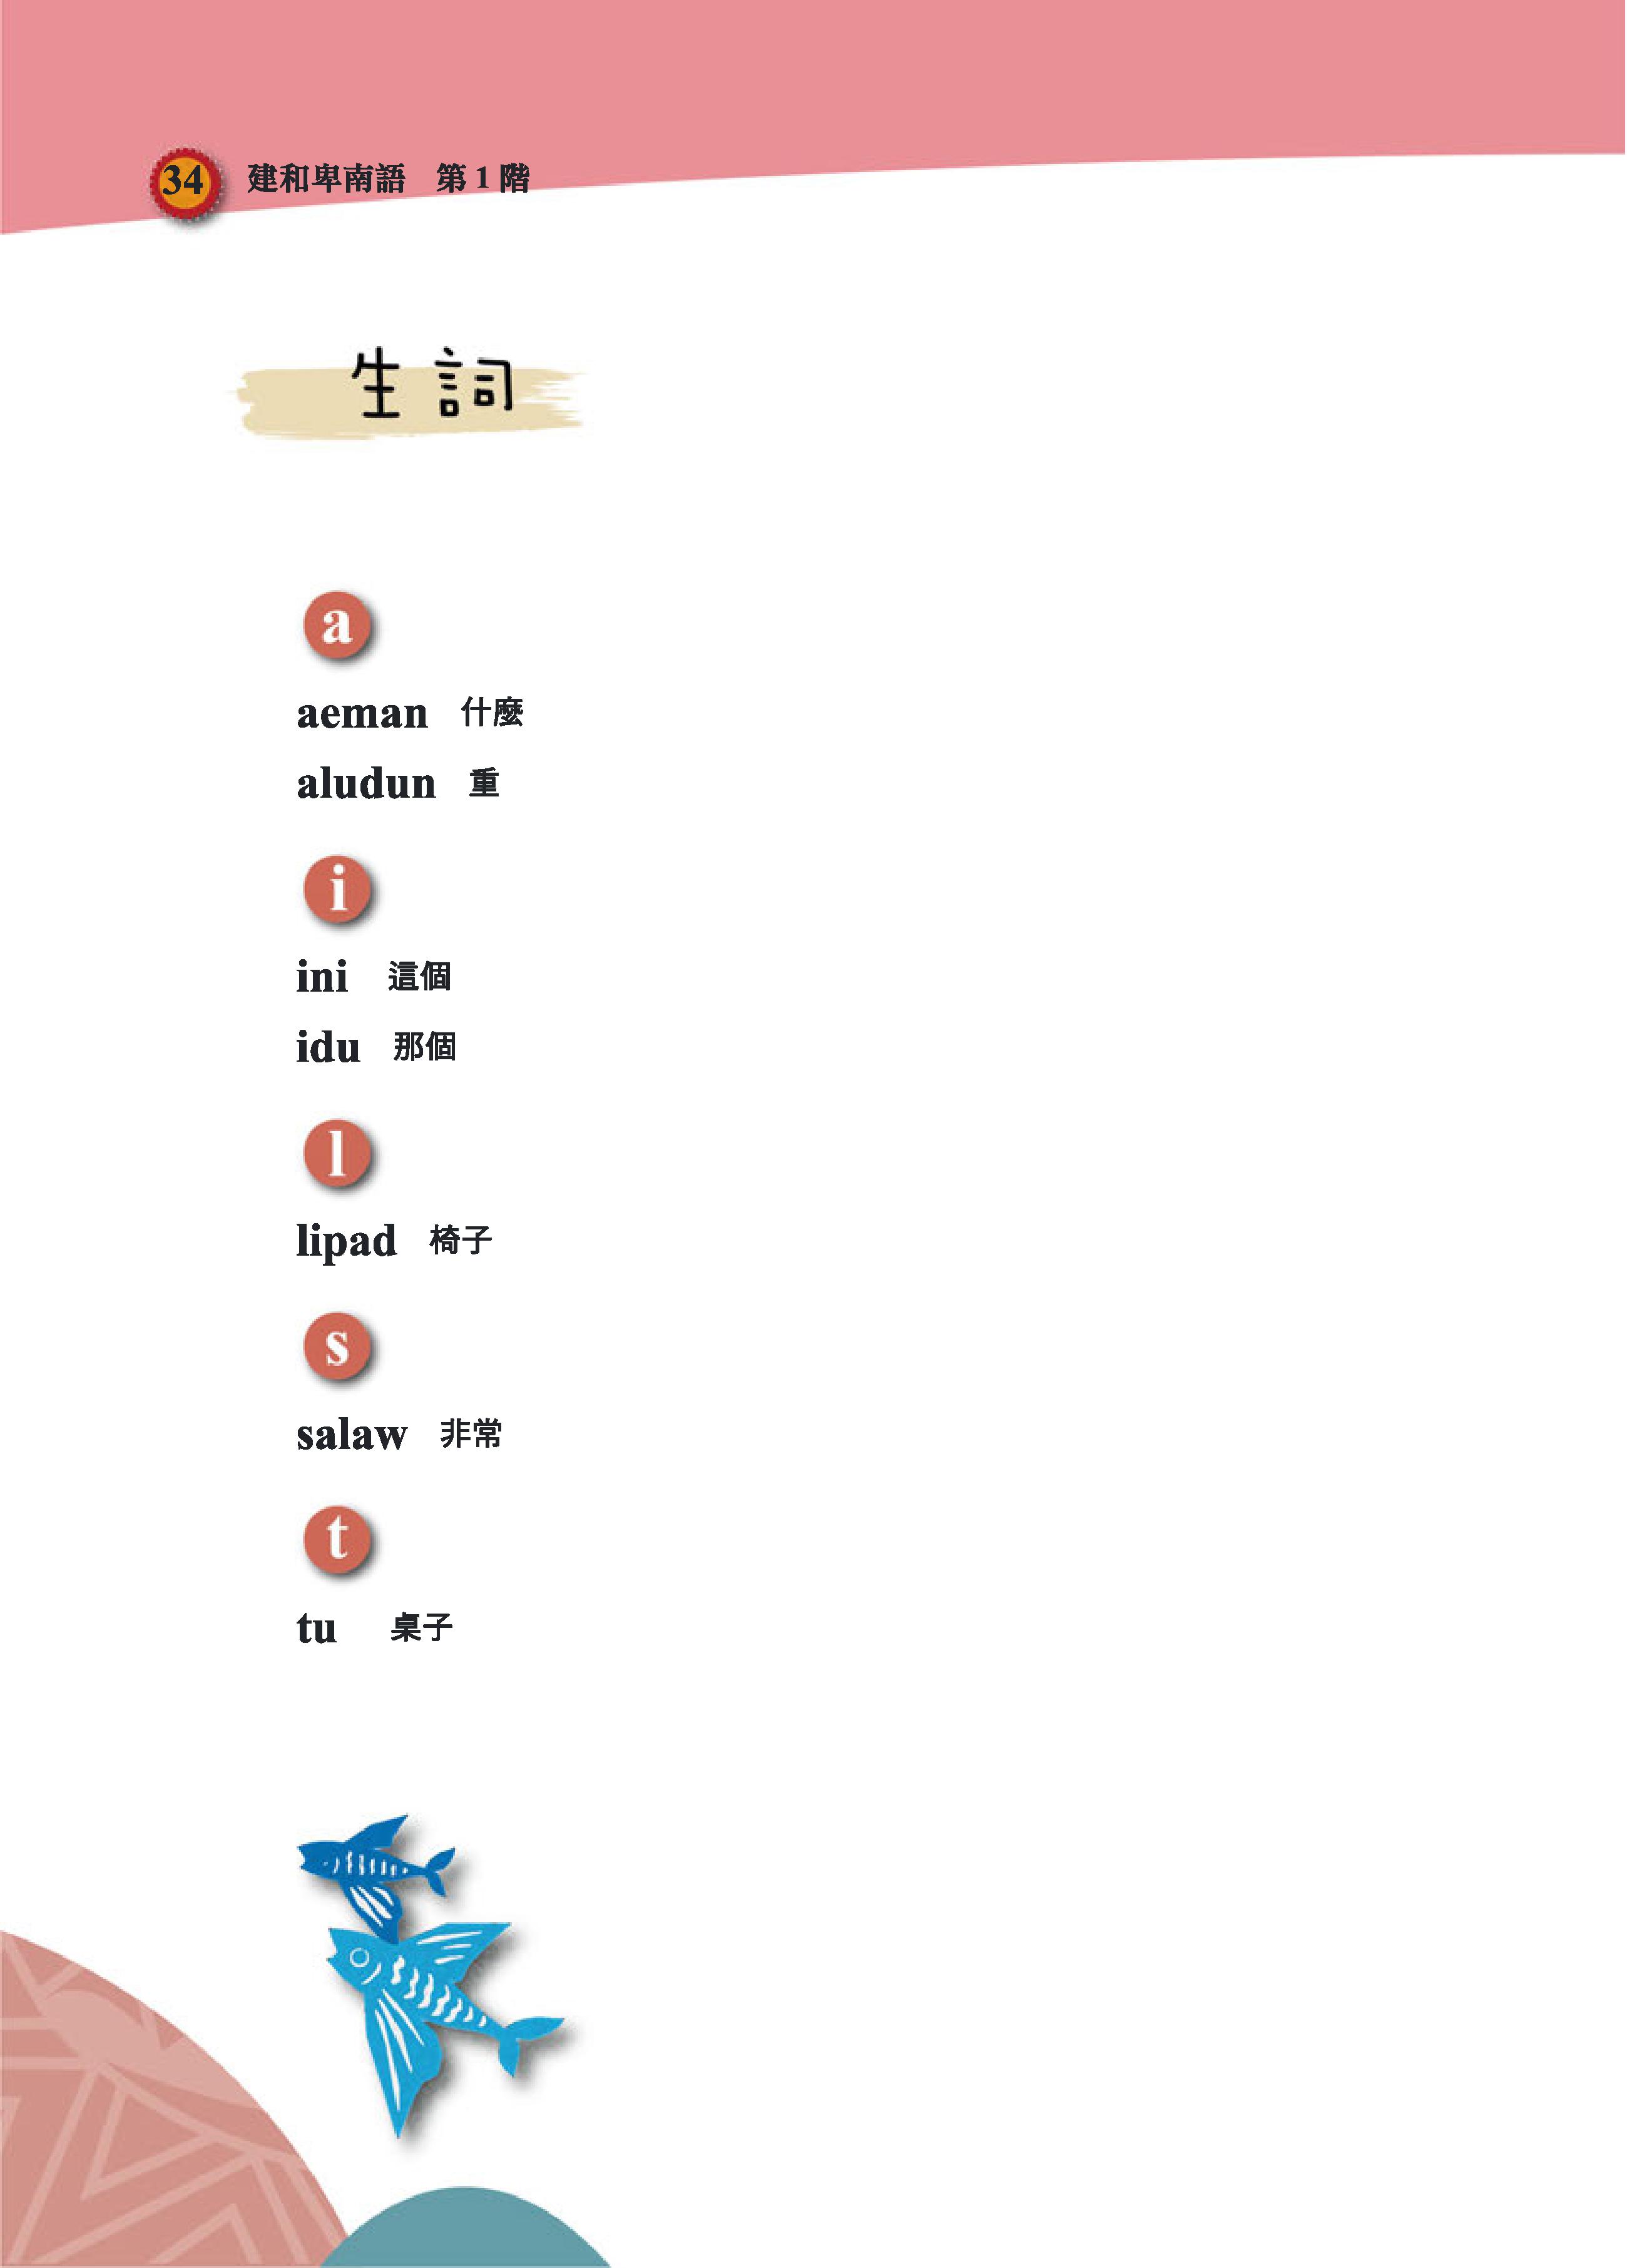 34 建和卑南語 第 1 階
生詞
a
aeman 什麼
aludun 重
i
ini 這個
idu 那個
l
lipad 椅子
s
salaw 非常
t
tu 桌子